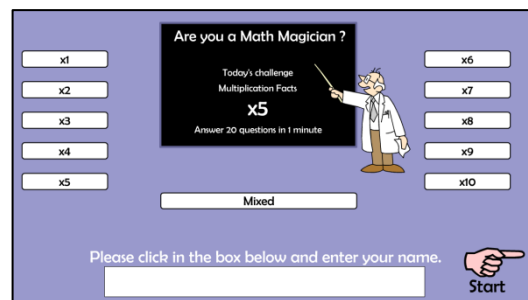 Are you a Math Magician ?
Today's challenge
Multiplication Facts
x5
Answer 20 questions in 1 minute
x1
x2
x3
x4
x5
x6
x7
x8
x9
x10
Mixed
Please click in the box below and enter your name.
Start